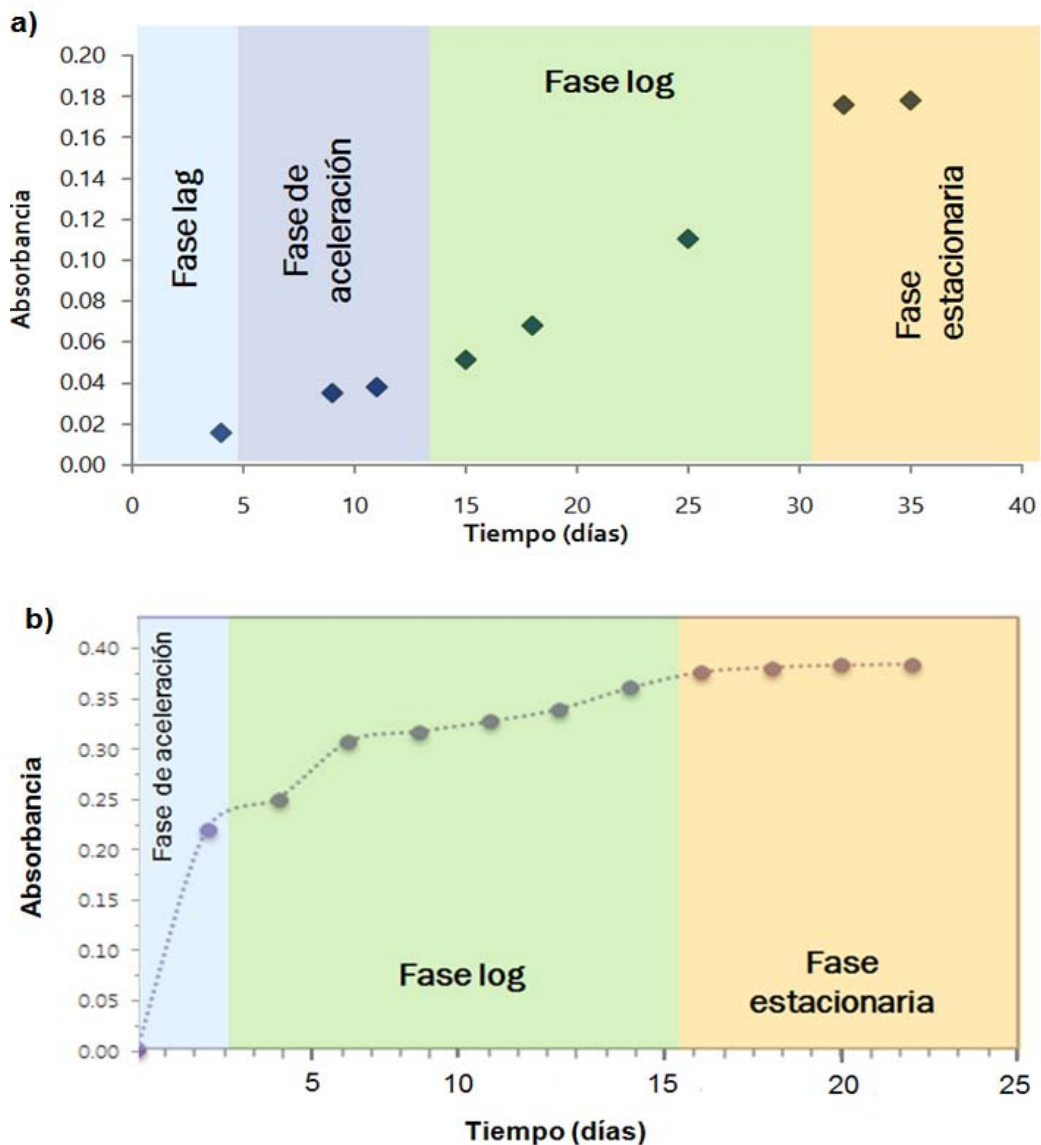 a)
0.20
0.18
0.16
0.14
0.12
0.10
0.08
0.06
0.04
0.02
0.00
Absorbancia
Fase lag
Fase de
aceleración
Fase log
Fase
estacionaria
0 5 10 15 20 25 30 35 40
Tiempo (días)
b)
0.40
0.35
0.30
0.25
0.20
0.15
0.10
0.05
0.00
Absorbancia
Fase de aceleración
Fase log
Fase
estacionaria
5 10 15 20 25
Tiempo (días)